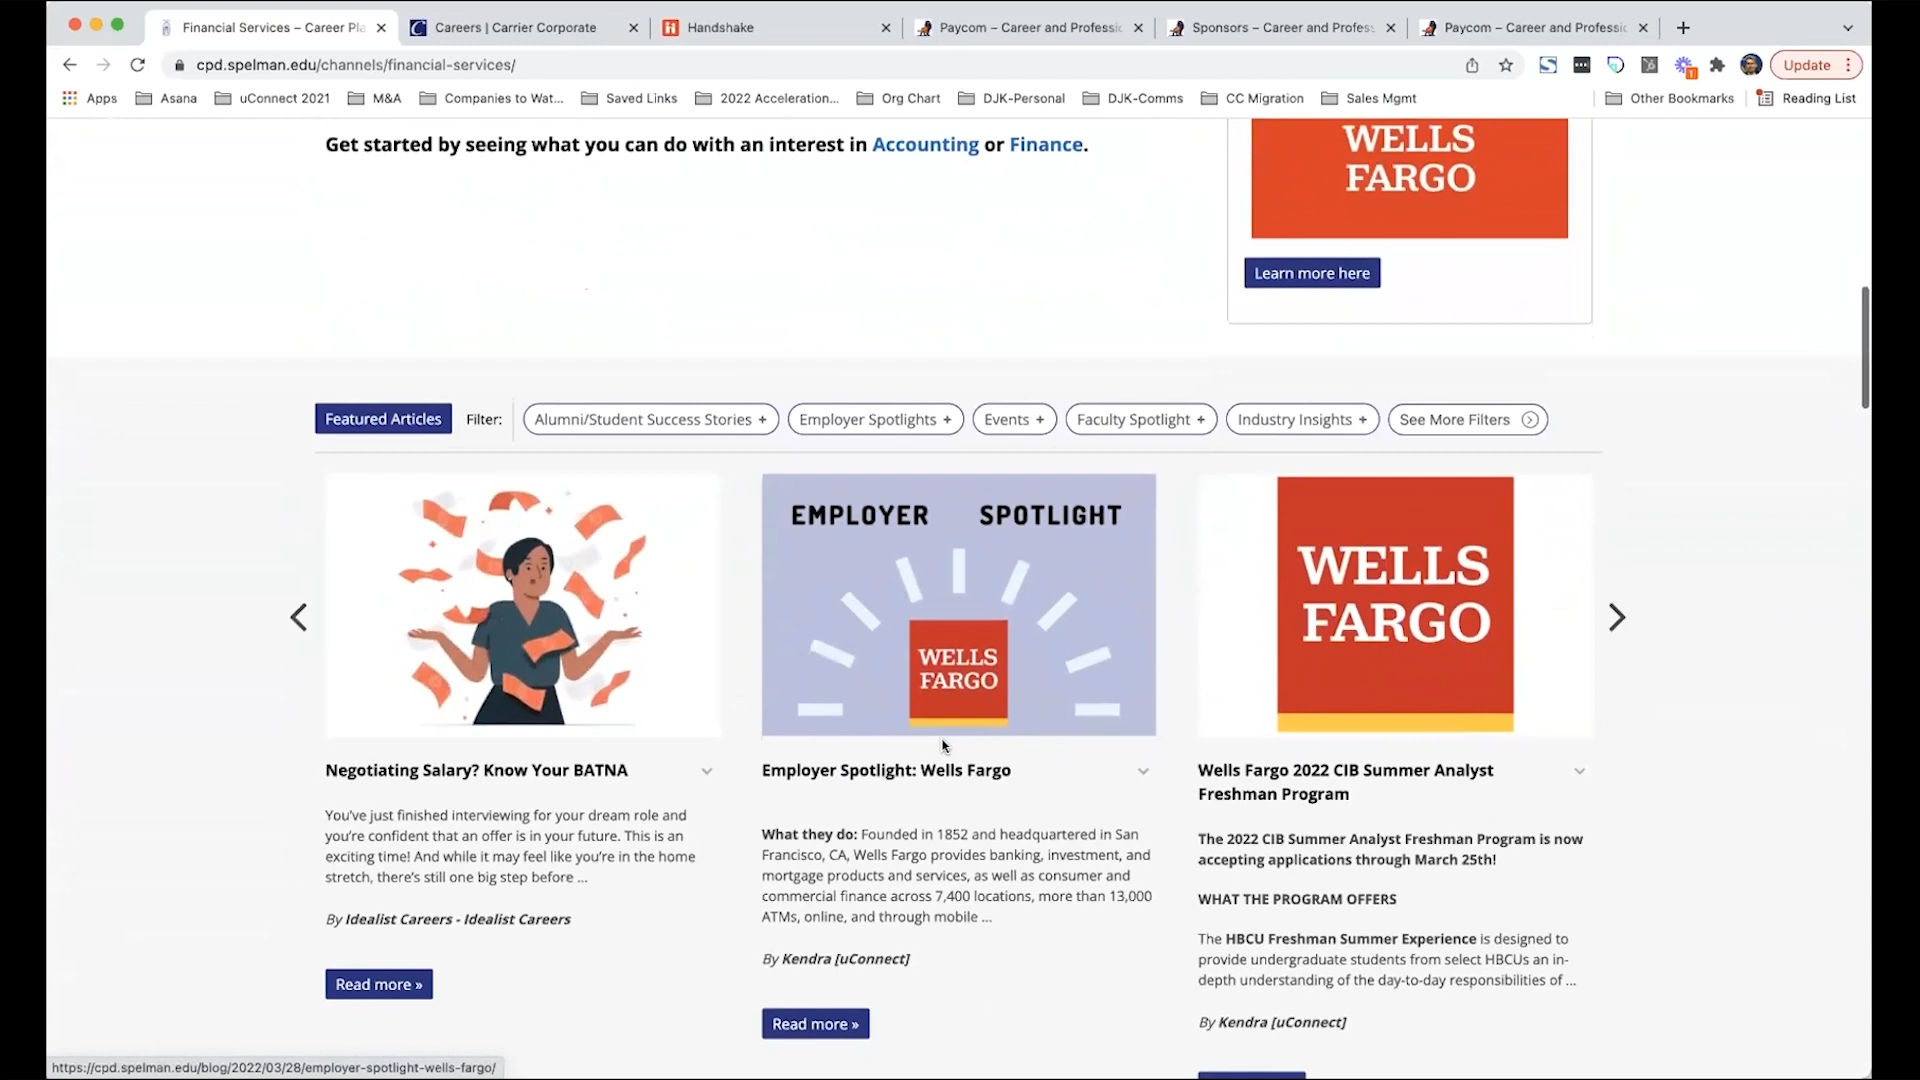 Financial Services – Career Pla
Careers | Carrier Corporate
Handshake
Paycom – Career and Professio
Sponsors – Career and Profess
Paycom – Career and Professio
cpd.spelman.edu/channels/financial-services/
Update
Apps
Asana
uConnect 2021
M&A
Companies to Wat...
Saved Links
2022 Acceleration...
Org Chart
DJK-Personal
DJK-Comms
CC Migration
Sales Mgmt
Other Bookmarks
Reading List
Get started by seeing what you can do with an interest in Accounting or Finance.
WELLS
FARGO
Learn more here
Featured Articles
Filter:
Alumni/Student Success Stories +
Employer Spotlights +
Events +
Faculty Spotlight +
Industry Insights +
See More Filters
EMPLOYER SPOTLIGHT
WELLS
FARGO
WELLS
FARGO
Negotiating Salary? Know Your BATNA
You’ve just finished interviewing for your dream role and
you’re confident that an offer is in your future. This is an
exciting time! And while it may feel like you’re in the home
stretch, there’s still one big step before ...
By Idealist Careers - Idealist Careers
Read more »
Employer Spotlight: Wells Fargo
What they do: Founded in 1852 and headquartered in San
Francisco, CA, Wells Fargo provides banking, investment, and
mortgage products and services, as well as consumer and
commercial finance across 7,400 locations, more than 13,000
ATMs, online, and through mobile ...
By Kendra [uConnect]
Read more »
Wells Fargo 2022 CIB Summer Analyst
Freshman Program
The 2022 CIB Summer Analyst Freshman Program is now
accepting applications through March 25th!
WHAT THE PROGRAM OFFERS
The HBCU Freshman Summer Experience is designed to
provide undergraduate students from select HBCUs an in-
depth understanding of the day-to-day responsibilities of ...
By Kendra [uConnect]
https://cpd.spelman.edu/blog/2022/03/28/employer-spotlight-wells-fargo/